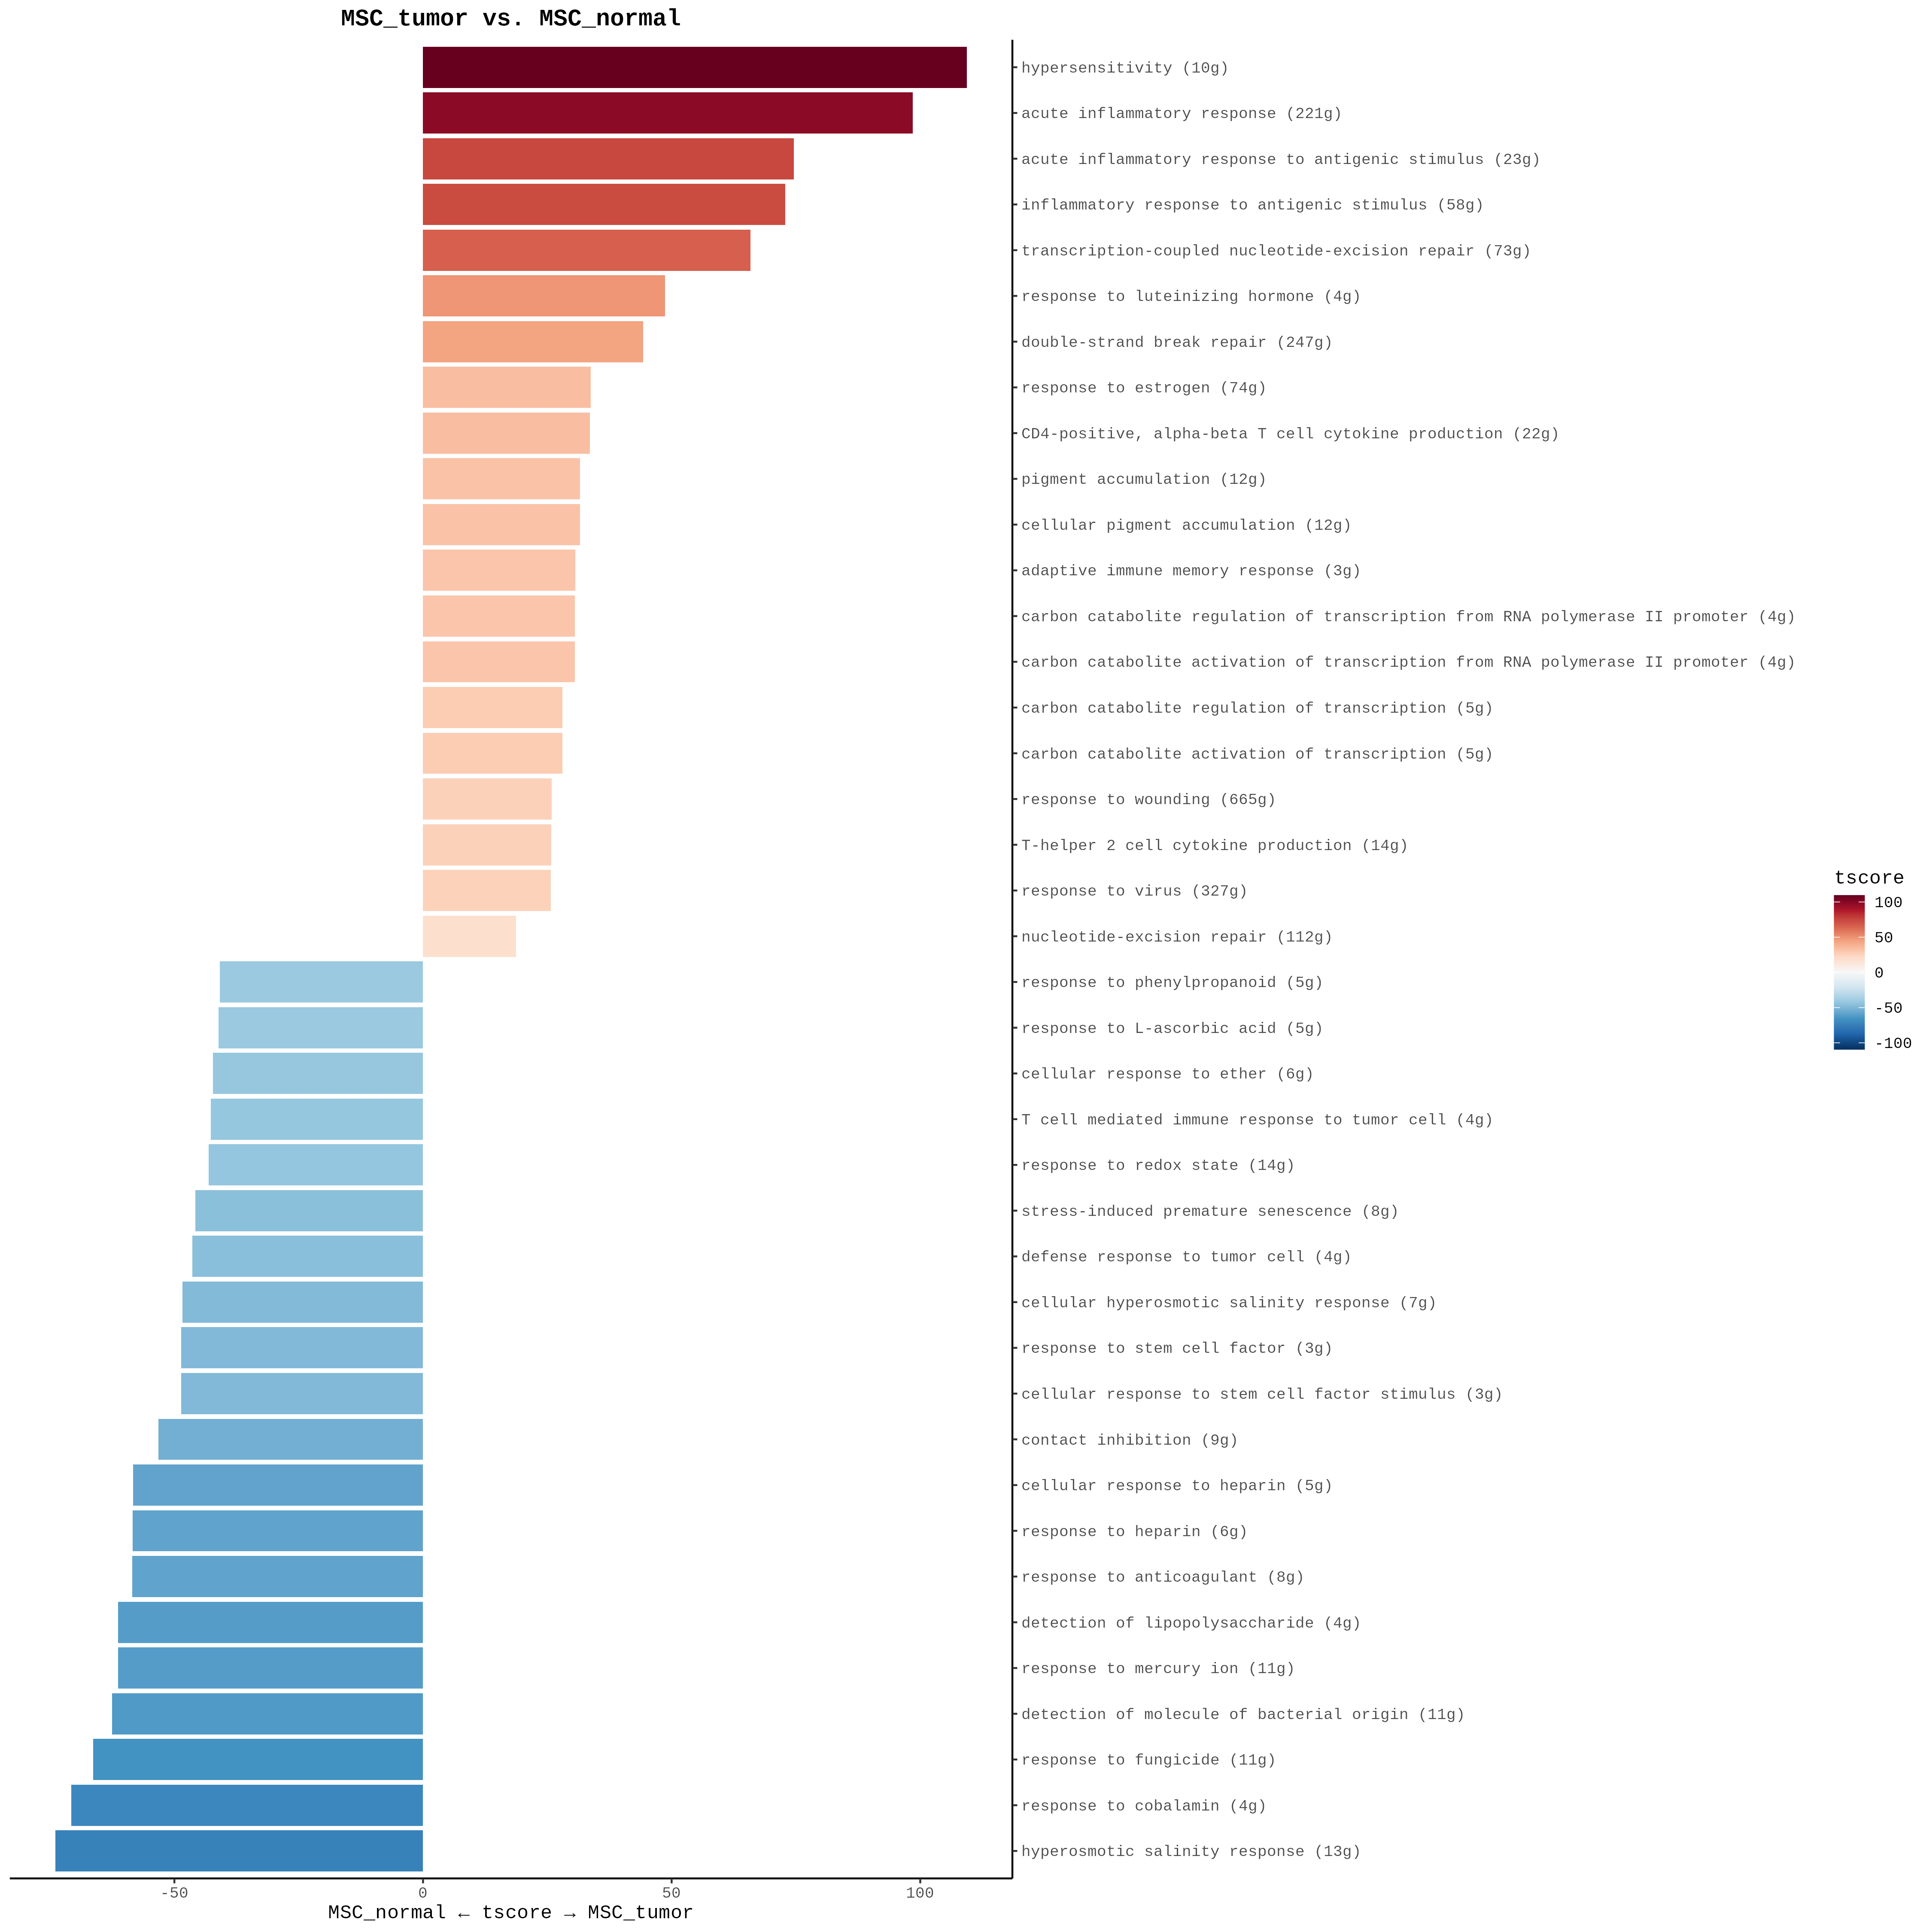 MSC_tumor vs. MSC_normal
hypersensitivity (10g)
acute inflammatory response (221g)
acute inflammatory response to antigenic stimulus (23g)
inflammatory response to antigenic stimulus (58g)
transcription-coupled nucleotide-excision repair (73g)
response to luteinizing hormone (4g)
double-strand break repair (247g)
response to estrogen (74g)
CD4-positive, alpha-beta T cell cytokine production (22g)
pigment accumulation (12g)
cellular pigment accumulation (12g)
adaptive immune memory response (3g)
carbon catabolite regulation of transcription from RNA polymerase II promoter (4g)
carbon catabolite activation of transcription from RNA polymerase II promoter (4g)
carbon catabolite regulation of transcription (5g)
carbon catabolite activation of transcription (5g)
response to wounding (665g)
T-helper 2 cell cytokine production (14g)
response to virus (327g)
nucleotide-excision repair (112g)
response to phenylpropanoid (5g)
response to L-ascorbic acid (5g)
cellular response to ether (6g)
T cell mediated immune response to tumor cell (4g)
response to redox state (14g)
stress-induced premature senescence (8g)
defense response to tumor cell (4g)
cellular hyperosmotic salinity response (7g)
response to stem cell factor (3g)
cellular response to stem cell factor stimulus (3g)
contact inhibition (9g)
cellular response to heparin (5g)
response to heparin (6g)
response to anticoagulant (8g)
detection of lipopolysaccharide (4g)
response to mercury ion (11g)
detection of molecule of bacterial origin (11g)
response to fungicide (11g)
response to cobalamin (4g)
hyperosmotic salinity response (13g)
-50 0 50 100
MSC_normal ← tscore → MSC_tumor
tscore
100
50
0
-50
-100